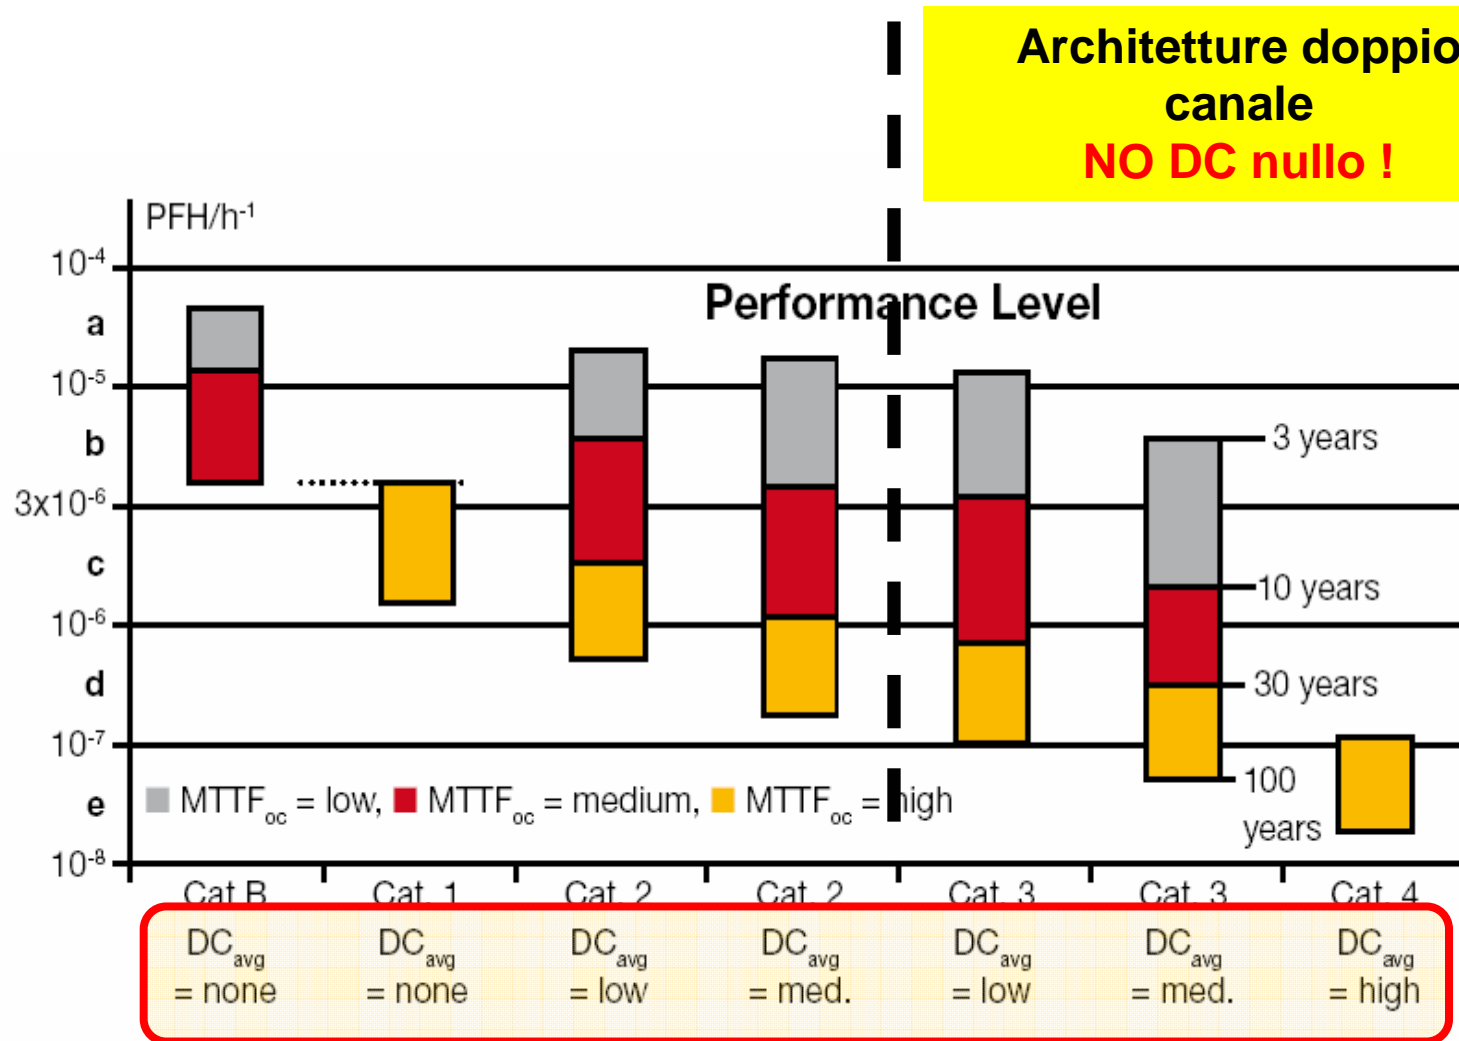 Architetture doppio
canale
NO DC nullo !
PFH/h-1
10-4
Performance Level
a
10-5
b
3 years
3x10-6
c
10 years
10-6
d
30 years
10-7
100
years
e
MTTFoc = low, MTTFoc = medium, MTTFoc = high
10-8
Cat B Cat. 1 Cat. 2 Cat. 2 Cat. 3 Cat. 3 Cat. 4
DCavg DCavg DCavg DCavg DCavg DCavg DCavg
= none = none = low = med. = low = med. = high